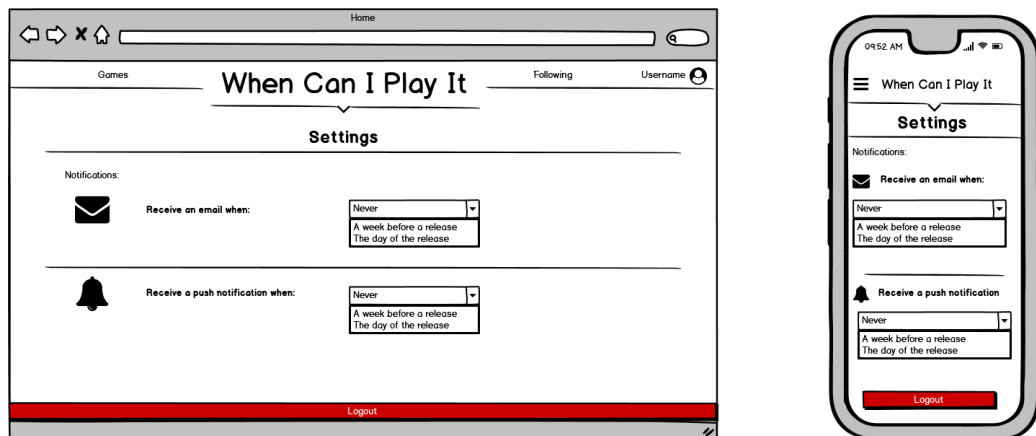 Home
Games
When Can I Play It
Following
Username
Settings
Notifications:
Receive an email when:
Never
A week before a release
The day of the release
Receive a push notification when:
Never
A week before a release
The day of the release
Logout
09:52 AM
When Can I Play It
Settings
Notifications:
Receive an email when:
Never
A week before a release
The day of the release
Receive a push notification
Never
A week before a release
The day of the release
Logout